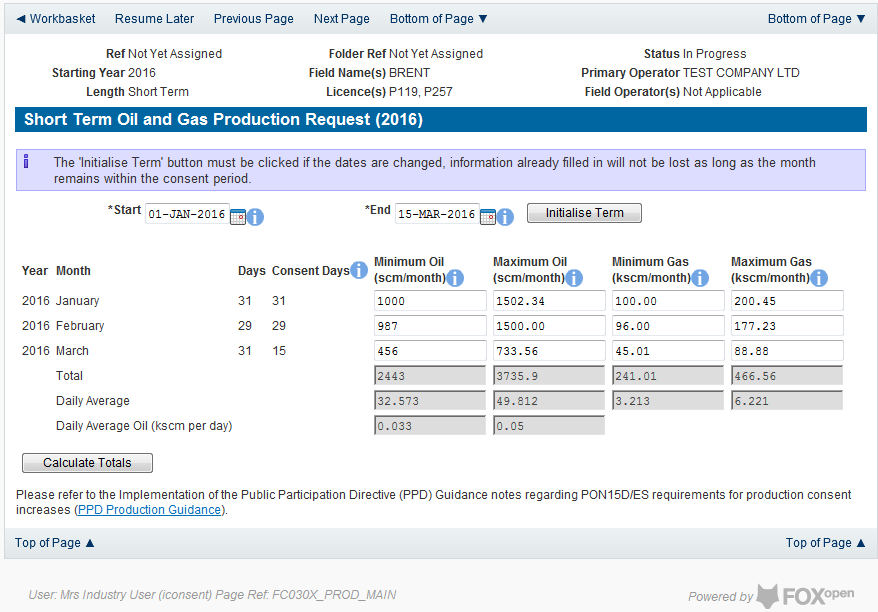 ◀ Workbasket Resume Later Previous Page Next Page Bottom of Page ▼ Bottom of Page ▼
Ref Not Yet Assigned Folder Ref Not Yet Assigned Status In Progress
Starting Year 2016 Field Name(s) BRENT Primary Operator TEST COMPANY LTD
Length Short Term Licence(s) P119, P257 Field Operator(s) Not Applicable
Short Term Oil and Gas Production Request (2016)
i The 'Initialise Term' button must be clicked if the dates are changed, information already filled in will not be lost as long as the month
remains within the consent period.
*Start 01-JAN-2016 i *End 15-MAR-2016 i Initialise Term
Minimum Oil Maximum Oil Minimum Gas Maximum Gas
Year Month Days Consent Days i (scm/month) i (scm/month) i (kscm/month) i (kscm/month) i
2016 January 31 31 1000 1502.34 100.00 200.45
2016 February 29 29 987 1500.00 96.00 177.23
2016 March 31 15 456 733.56 45.01 88.88
Total 2443 3735.9 241.01 466.56
Daily Average 32.573 49.812 3.213 6.221
Daily Average Oil (kscm per day) 0.033 0.05
Calculate Totals
Please refer to the Implementation of the Public Participation Directive (PPD) Guidance notes regarding PON15D/ES requirements for production consent
increases (PPD Production Guidance).
Top of Page ▲ Top of Page ▲
User: Mrs Industry User (iconsent) Page Ref: FC030X_PROD_MAIN Powered by FOXopen